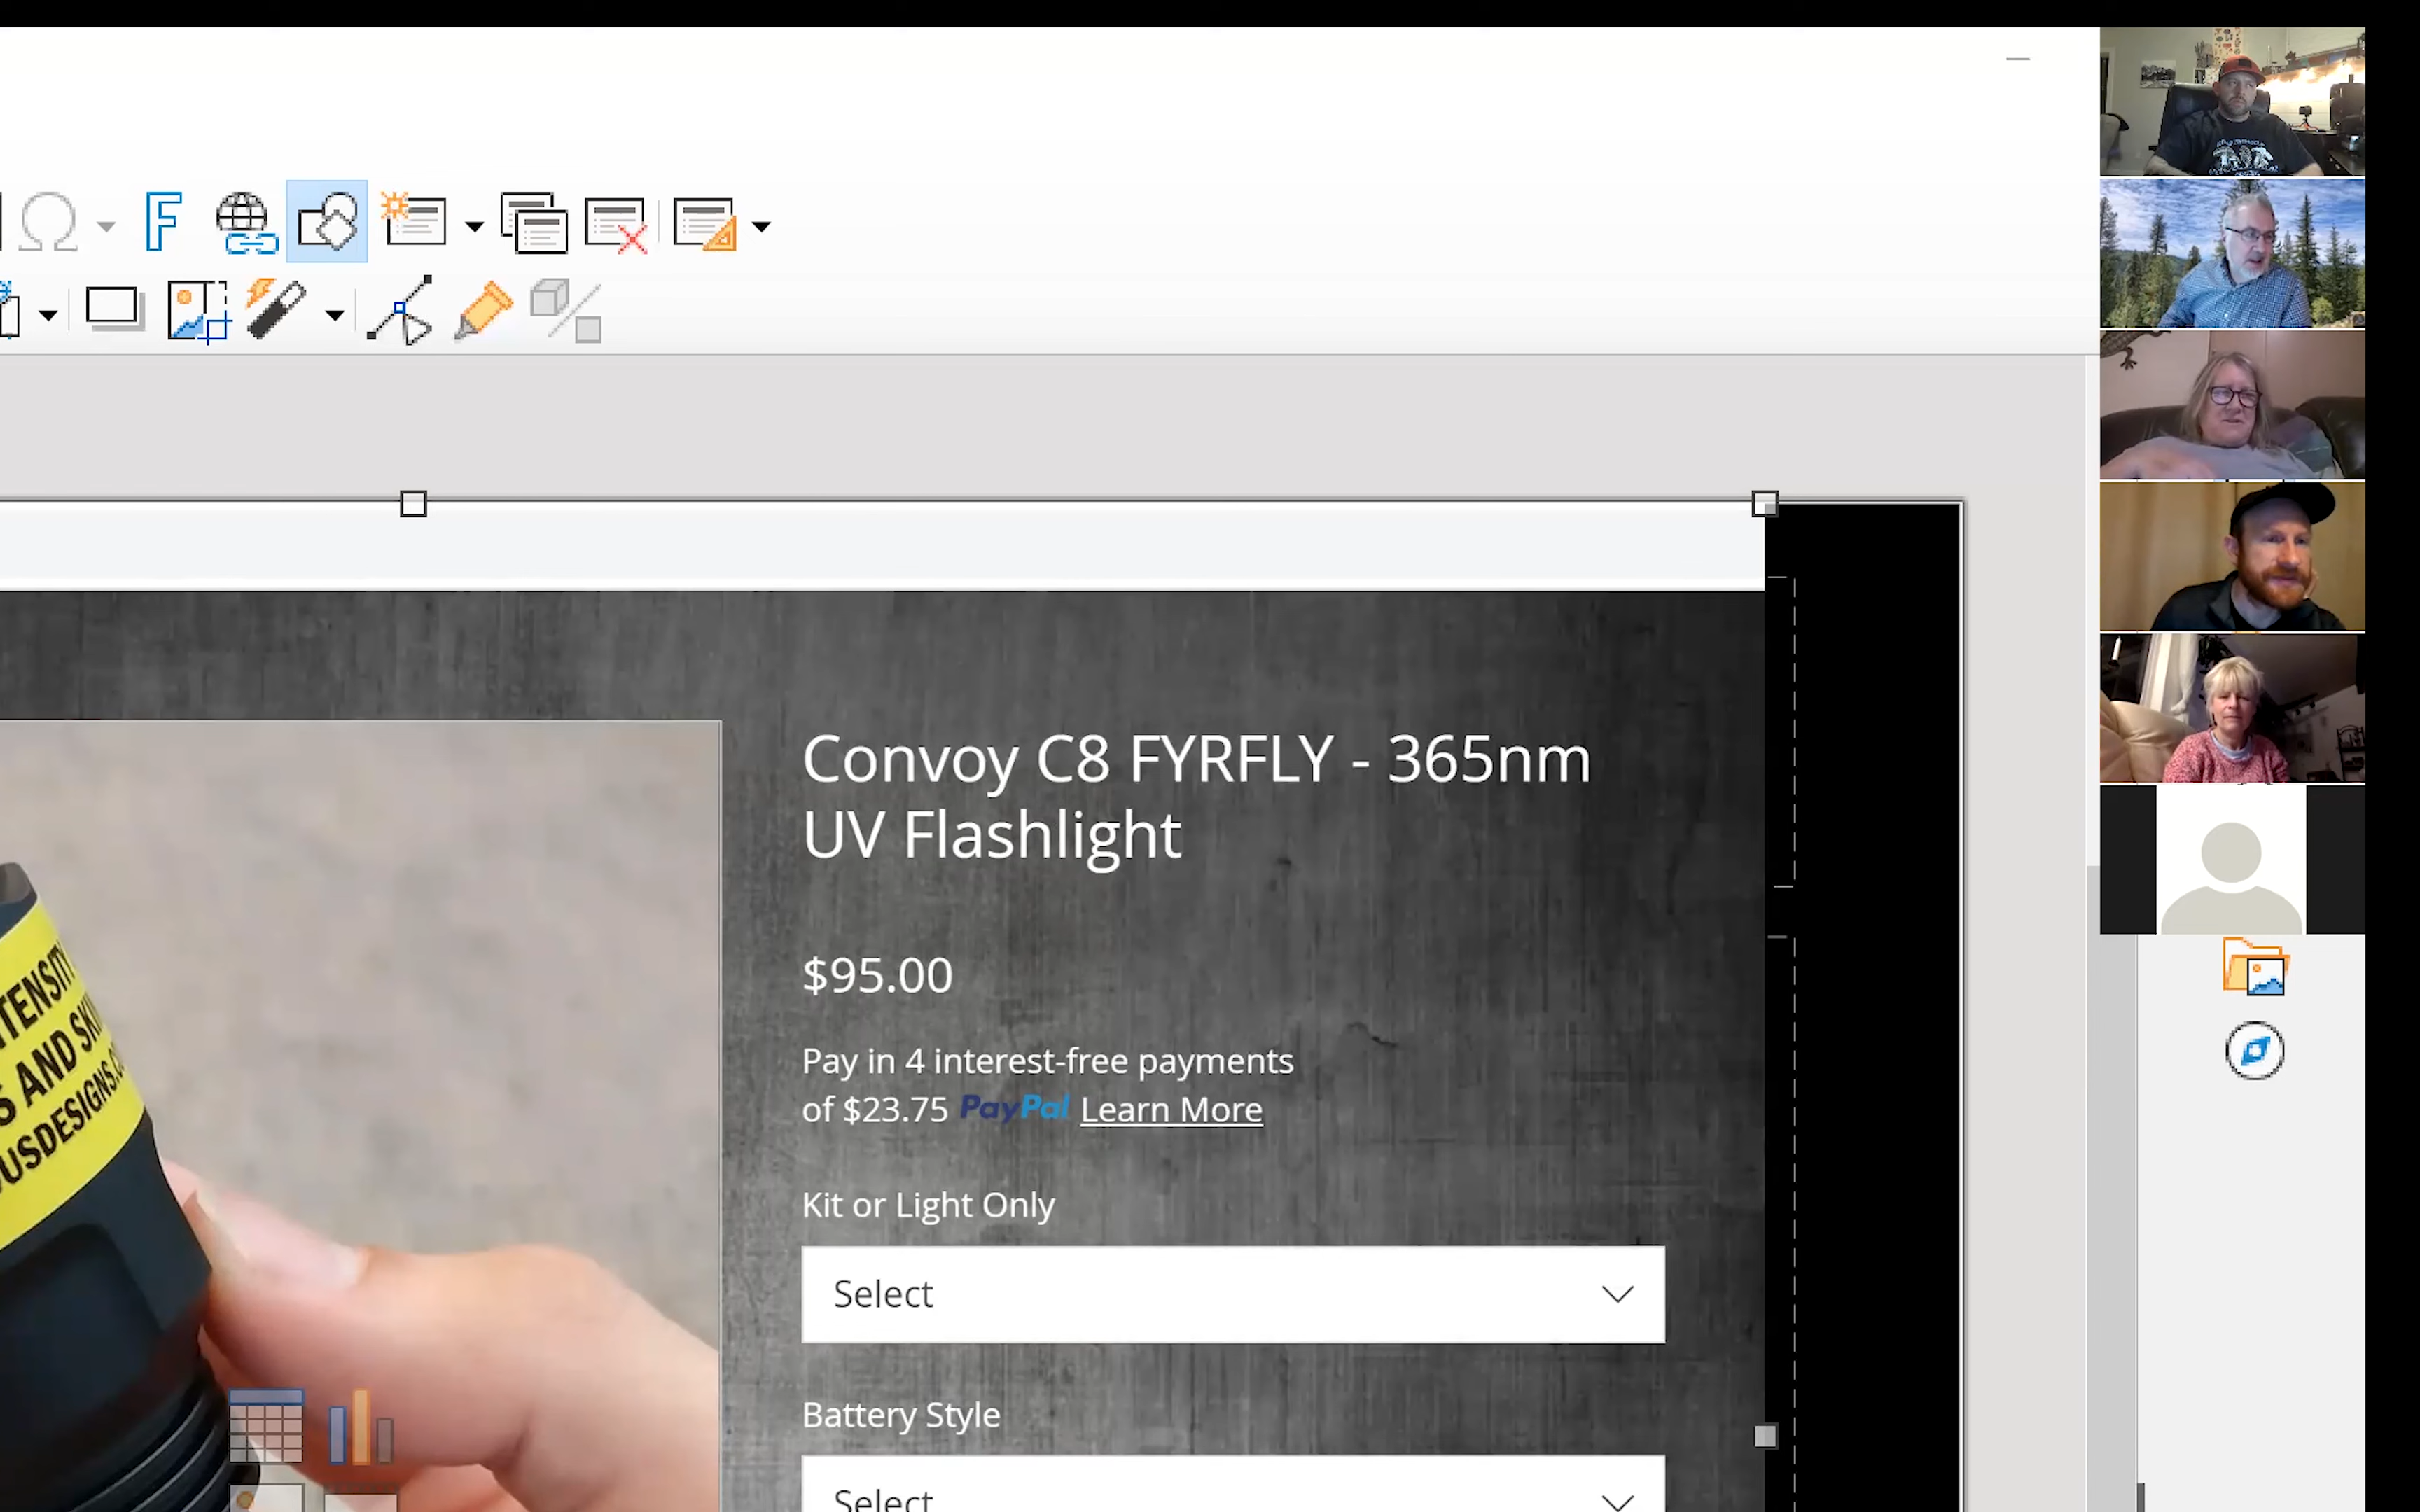 Convoy C8 FYRFLY - 365nm
UV Flashlight
$95.00
Pay in 4 interest-free payments
of $23.75 PayPal Learn More
Kit or Light Only
Select
Battery Style
Select
AND